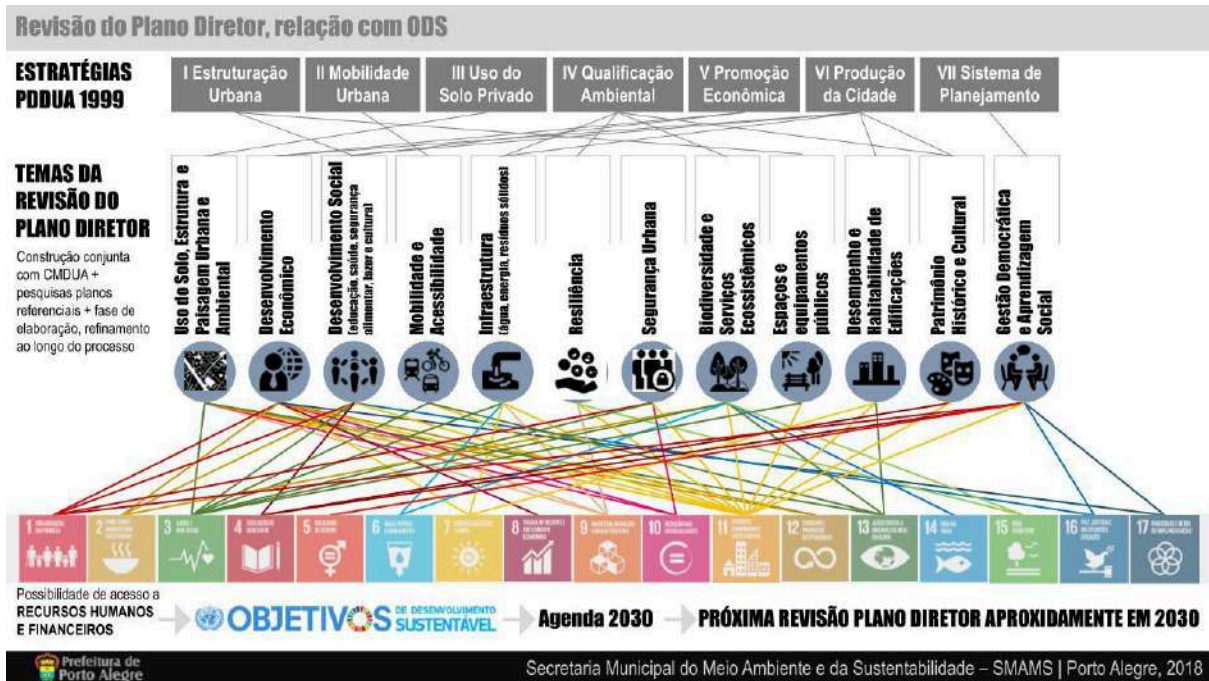 Revisão do Plano Diretor, relação com ODS
ESTRATÉGIAS
PDDUA 1999
I Estruturação
Urbana
II Mobilidade
Urbana
III Uso do
Solo Privado
IV Qualificação
Ambiental
V Promoção
Econômica
VI Produção
da Cidade
VII Sistema de
Planejamento
TEMAS DA
REVISÃO DO
PLANO DIRETOR
Construção conjunta
com CMDUA +
pesquisas planos
referenciais + fase de
elaboração, refinamento
ao longo do processo
Uso do Solo, Estrutura e
Paisagem Urbana e
Ambiental
Desenvolvimento
Econômico
Desenvolvimento Social
(educação, saúde, segurança
alimentar, lazer e cultura)
Mobilidade e
Acessibilidade
Infraestrutura
(água, energia, resíduos sólidos)
Resiliência
Segurança Urbana
Biodiversidade e
Serviços
Ecossistêmicos
Espaços e
equipamentos
públicos
Desempenho e
Habitabilidade de
Edificações
Patrimônio
Histórico e Cultural
Gestão Democrática
e Aprendizagem
Social
1
2
3
4
5
6
7
8
9
10
11
12
13
14
15
16
17
Possibilidade de acesso a
RECURSOS HUMANOS
E FINANCEIROS
OBJETIVOS
DE DESENVOLVIMENTO
SUSTENTÁVEL
Agenda 2030
PRÓXIMA REVISÃO PLANO DIRETOR APROXIMADAMENTE EM 2030
Prefeitura de
Porto Alegre
Secretaria Municipal do Meio Ambiente e da Sustentabilidade – SMAMS | Porto Alegre, 2018